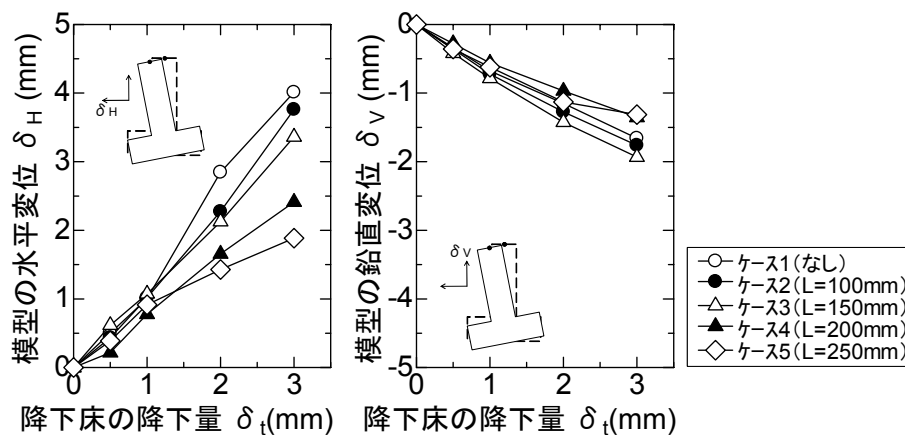 模型の水平変位 δH (mm)
5
4
3
2
1
0
δH
0 1 2 3
降下床の降下量 δt(mm)
模型の鉛直変位 δV (mm)
0
-1
-2
-3
-4
-5
δV
0 1 2 3
降下床の降下量 δt(mm)
ケース1(なし)
ケース2(L=100mm)
ケース3(L=150mm)
ケース4(L=200mm)
ケース5(L=250mm)